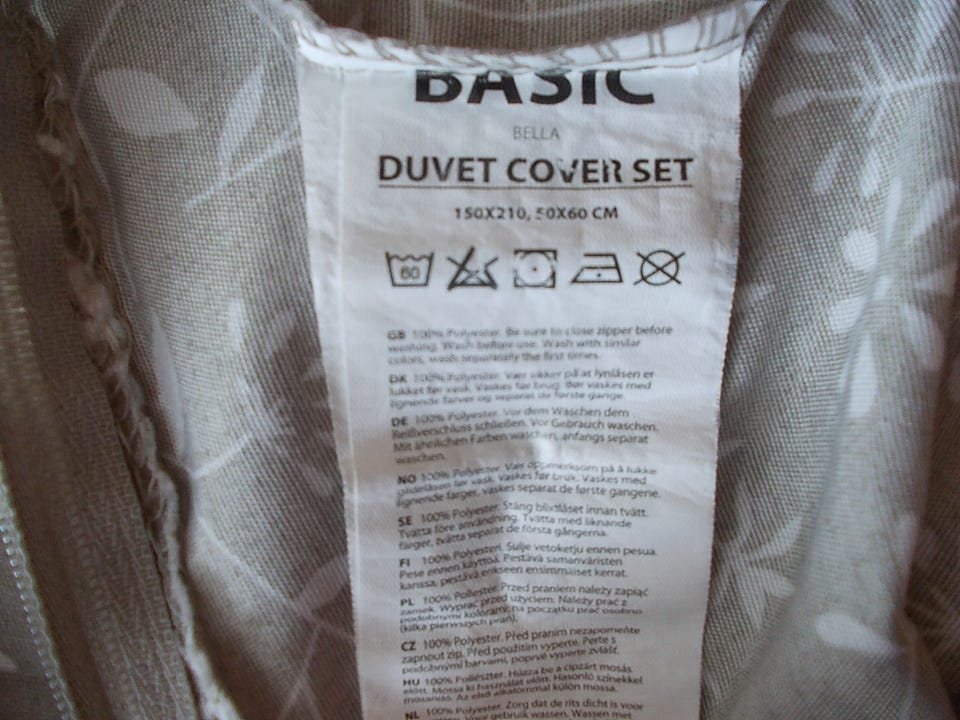 BASIC
BELLA
DUVET COVER SET
150X210, 50X60 CM
60
GB 100% Polyester. Be sure to close zipper before
washing. Wash before use. Wash with similar
colors, wash separately the first times.
DK 100% Polyester. Vær sikker på at lynlåsen er
lukket før vask. Vaskes før brug. Bør vaskes med
lignende farver og separat de første gange.
DE 100% Polyester. Vor dem Waschen dem
Reißverschluss schließen. Vor Gebrauch waschen.
Mit ähnlichen Farben waschen, anfangs separat
waschen.
NO 100% Polyester. Vær oppmerksom på å lukke
glidelåsen før vask. Vaskes før bruk. Vaskes med
lignende farger, vaskes separat de første gangene.
SE 100% Polyester. Stäng blixtlåset innan tvätt.
Tvätta före användning. Tvätta med liknande
färger, tvätta separat de första gångerna.
FI 100% Polyesteri. Sulje vetoketju ennen pesua.
Pese ennen käyttöä. Pestävä samanväristen
kanssa, pestävä erikseen ensimmäiset kerrat.
PL 100% Poliester. Przed praniem należy zapiąć
zamek. Wyprać przed użyciem. Należy prać z
podobnymi kolorami, na początku prać osobno
(kilka pierwszych prań).
CZ 100% Polyester. Před praním nezapomeňte
zapnout zip. Před použitím vyperte. Perte s
podobnými barvami, poprvé vyperte zvlášť.
HU 100% Poliészter. Húzza be a cipzárt mosás
előtt. Mossa ki használat előtt. Hasonló színekkel
mosandó. Az első alkalommal külön mossa.
NL 100% Polyester. Zorg dat de rits dicht is voor
Voor gebruik wassen. Wassen met